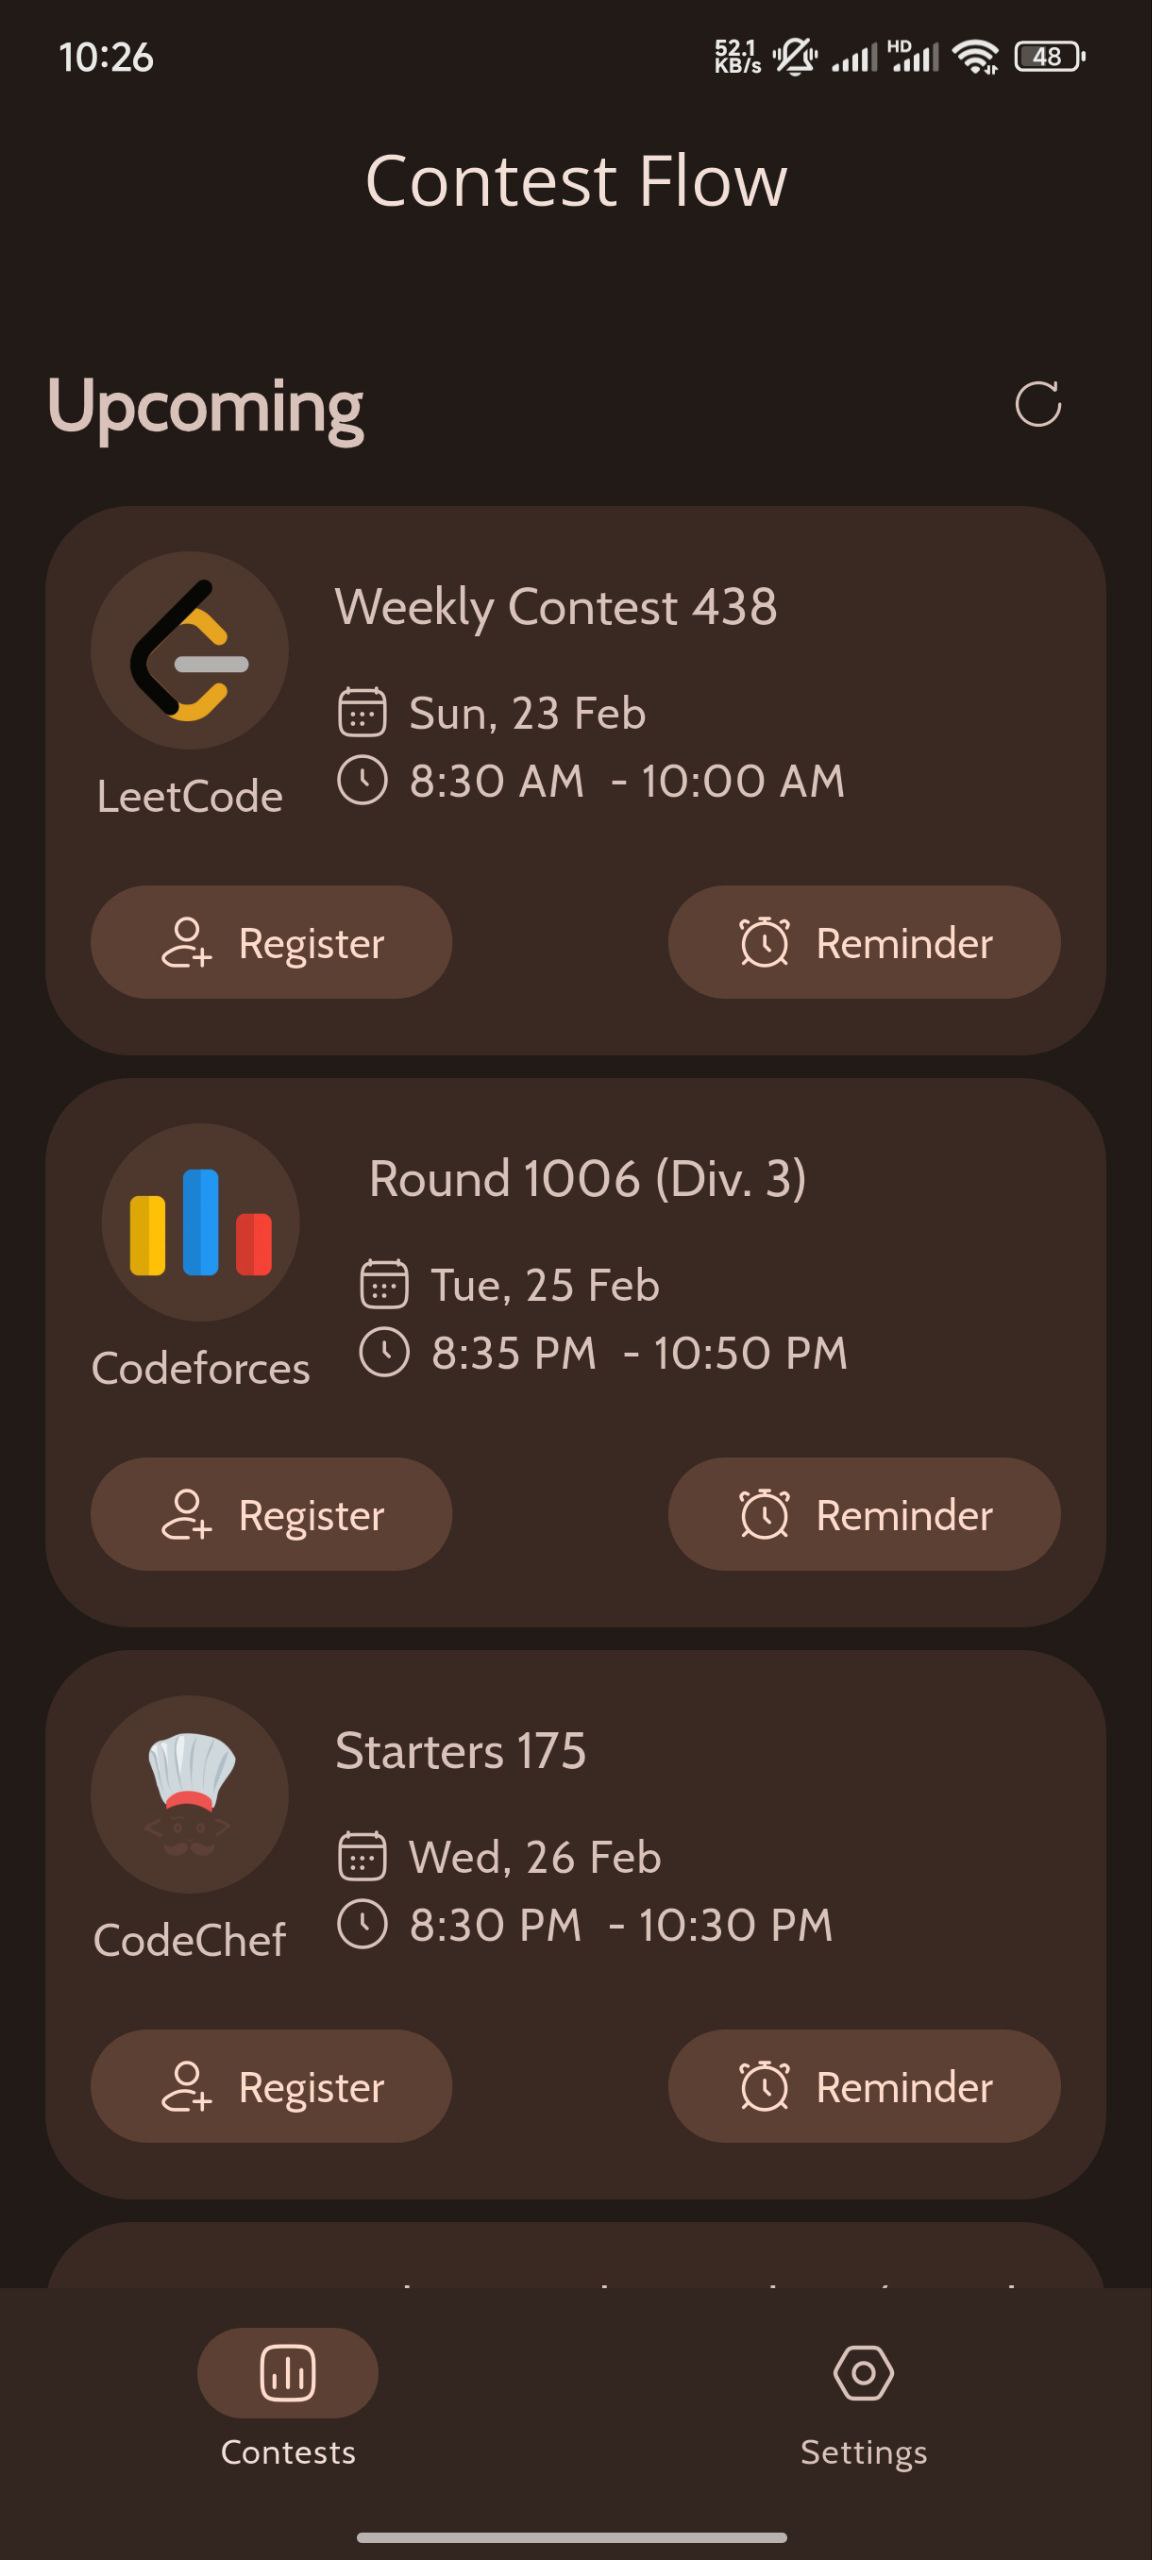 10:26
52.1
KB/s
HD
48
Contest Flow
Upcoming
Weekly Contest 438
Sun, 23 Feb
8:30 AM - 10:00 AM
LeetCode
Register
Reminder
Round 1006 (Div. 3)
Tue, 25 Feb
8:35 PM - 10:50 PM
Codeforces
Register
Reminder
Starters 175
Wed, 26 Feb
8:30 PM - 10:30 PM
CodeChef
Register
Reminder
Contests
Settings